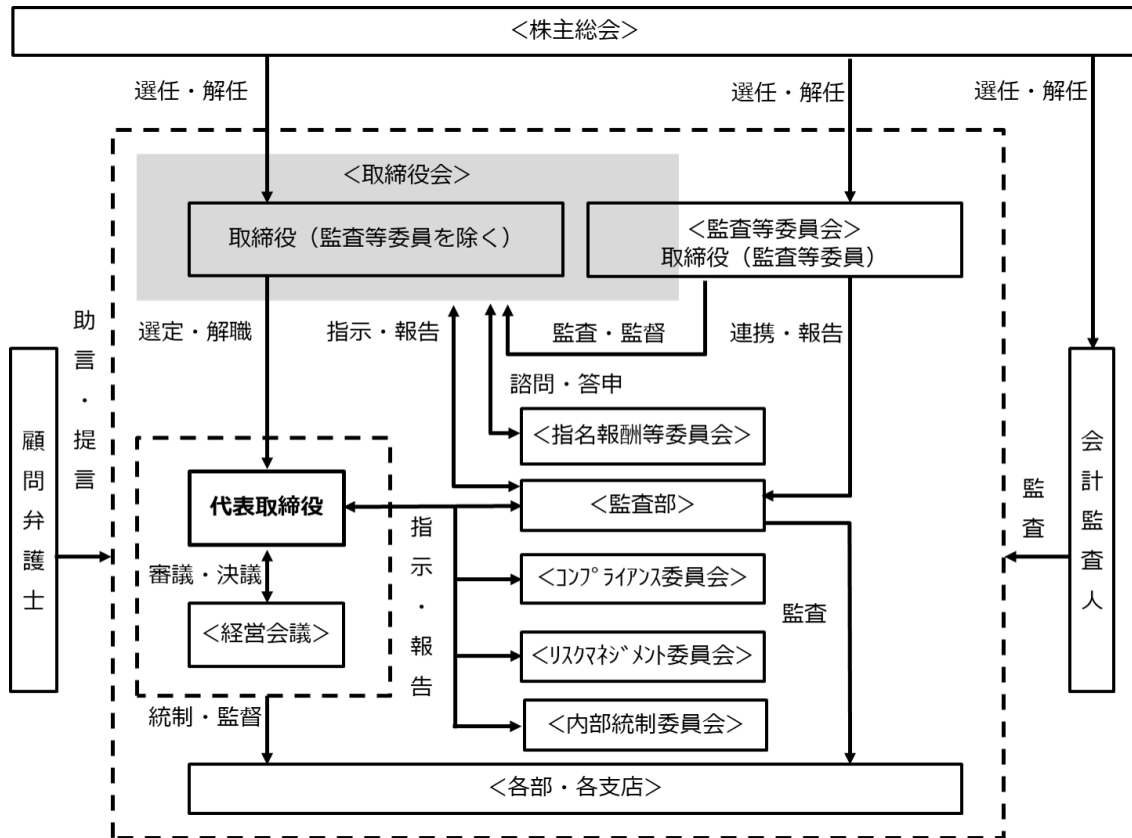 ＜株主総会＞
選任・解任
選任・解任
選任・解任
＜取締役会＞
取締役（監査等委員を除く）
＜監査等委員会＞
取締役（監査等委員）
選定・解職
指示・報告
監査・監督
連携・報告
助言・提言
顧問弁護士
諮問・答申
＜指名報酬等委員会＞
代表取締役
＜監査部＞
指示・報告
審議・決議
＜経営会議＞
＜ｺﾝﾌﾟﾗｲｱﾝｽ委員会＞
監査
＜ﾘｽｸﾏﾈｼﾞﾒﾝﾄ委員会＞
＜内部統制委員会＞
監査
会計監査人
統制・監督
＜各部・各支店＞